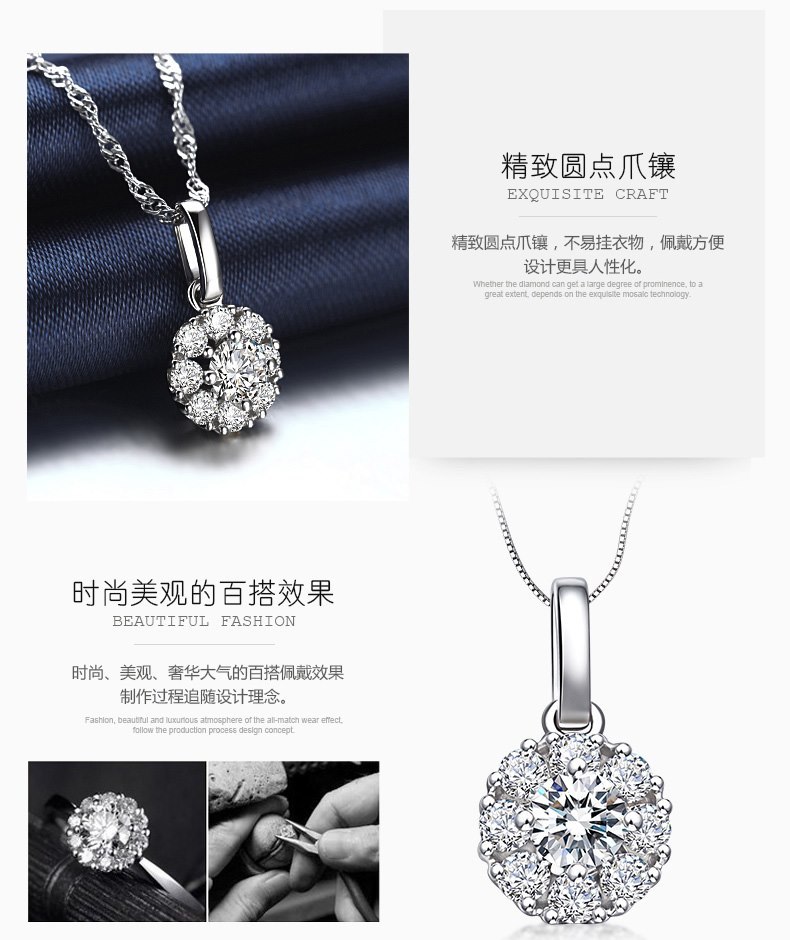 精致圆点爪镶
EXQUISITE CRAFT
精致圆点爪镶，不易挂衣物，佩戴方便
设计更具人性化。
Whether the diamond can get a large degree of prominence, to a
great extent, depends on the exquisite mosaic technology.
时尚美观的百搭效果
BEAUTIFUL FASHION
时尚、美观、奢华大气的百搭佩戴效果
制作过程追随设计理念。
Fashion, beautiful and luxurious atmosphere of the all-match wear effect,
follow the production process design concept.